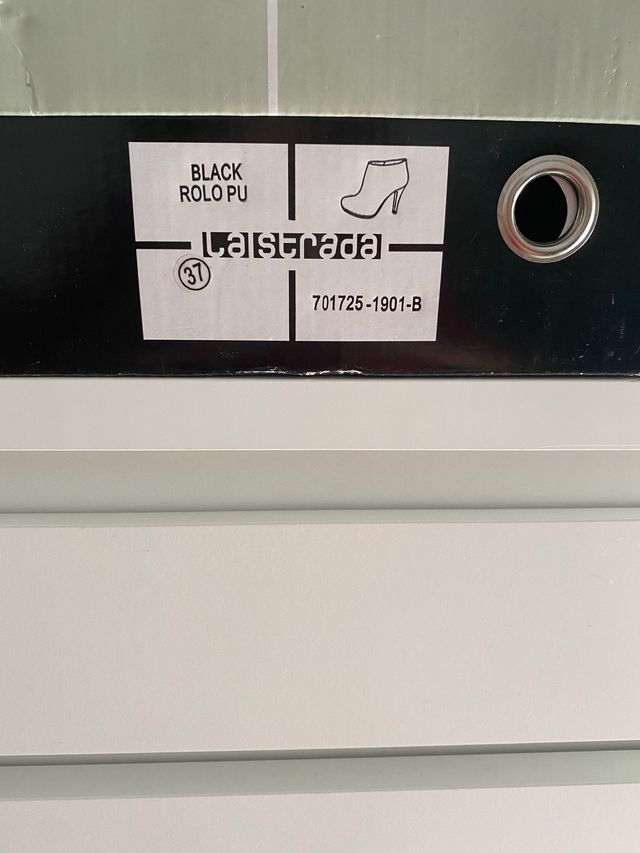 BLACK
ROLO PU
La Strada
37
701725-1901-B